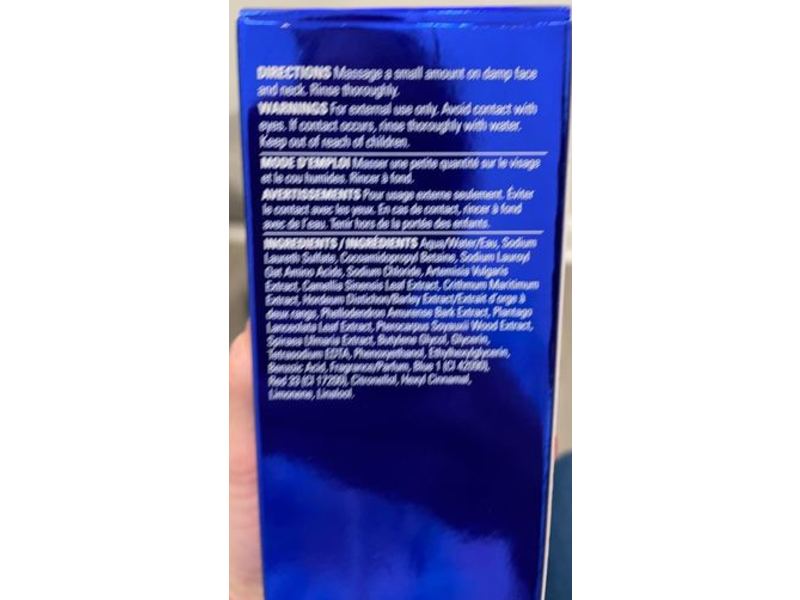 DIRECTIONS Massage a small amount on damp face
and neck. Rinse thoroughly.
WARNINGS For external use only. Avoid contact with
eyes. If contact occurs, rinse thoroughly with water.
Keep out of reach of children.
MODE D'EMPLOI Masser une petite quantité sur le visage
et le cou humides. Rincer à fond.
AVERTISSEMENTS Pour usage externe seulement. Éviter
le contact avec les yeux. En cas de contact, rincer à fond
avec de l'eau. Tenir hors de la portée des enfants.
INGREDIENTS / INGRÉDIENTS Aqua/Water/Eau, Sodium
Laureth Sulfate, Cocamidopropyl Betaine, Sodium Lauroyl
Oat Amino Acids, Sodium Chloride, Artemisia Vulgaris
Extract, Camellia Sinensis Leaf Extract, Crithmum Maritimum
Extract, Hordeum Distichon/Barley Extract/Extrait d'orge à
deux rangs, Phellodendron Amurense Bark Extract, Plantago
Lanceolata Leaf Extract, Pterocarpus Soyauxii Wood Extract,
Spiraea Ulmaria Extract, Butylene Glycol, Glycerin,
Tetrasodium EDTA, Phenoxyethanol, Ethylhexylglycerin,
Benzoic Acid, Fragrance/Parfum, Blue 1 (CI 42090),
Red 33 (CI 17200), Citronellol, Hexyl Cinnamal,
Limonene, Linalool.